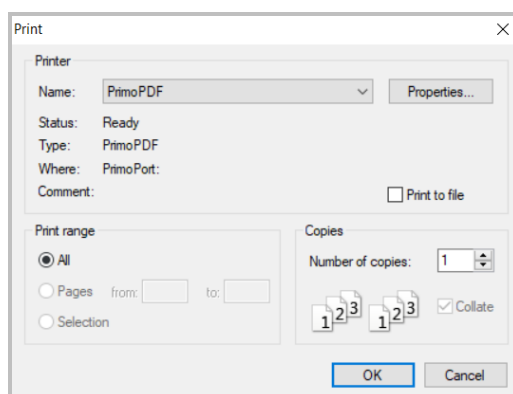 Print
Printer
Name: PrimoPDF Properties...
Status: Ready
Type: PrimoPDF
Where: PrimoPort:
Comment: Print to file
Print range
All
Pages from: to:
Selection
Copies
Number of copies: 1
1 2 3 1 2 3 Collate
OK Cancel